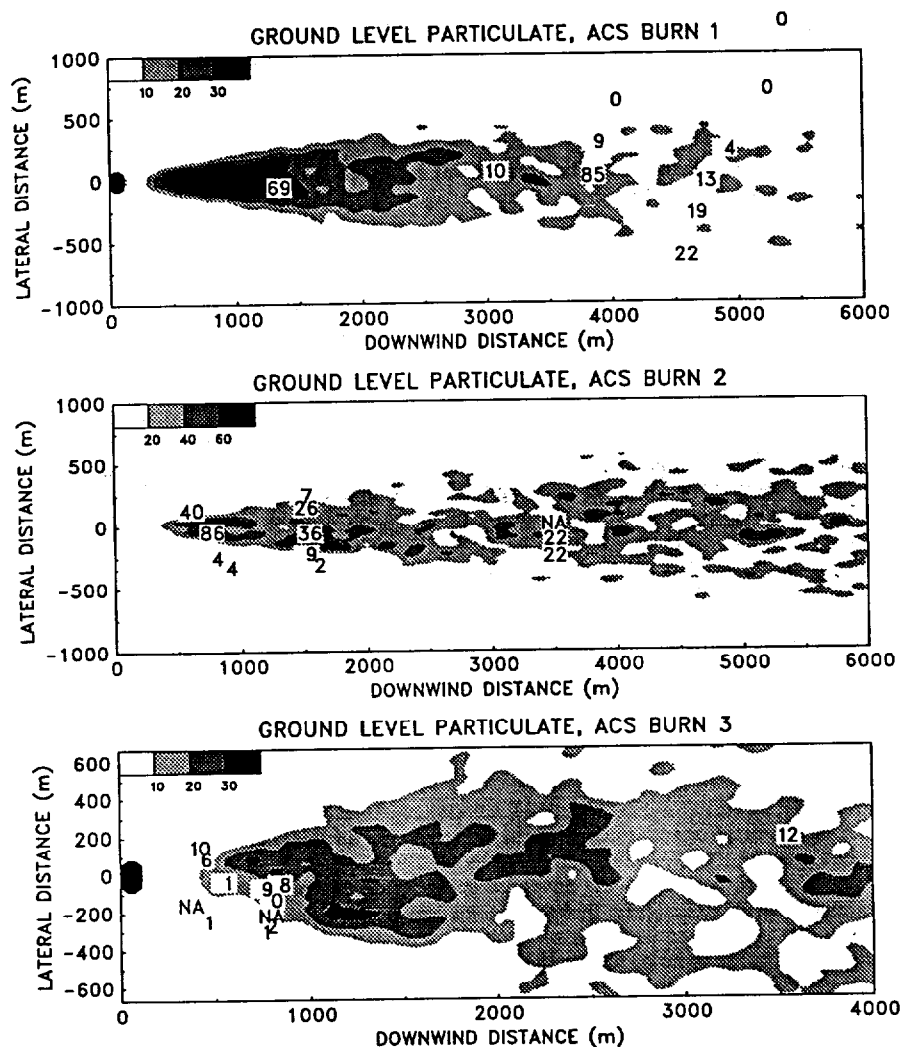 0
GROUND LEVEL PARTICULATE, ACS BURN 1
1000
10 20 30
0
0
500
9
4
10
85
0
69
13
19
-500
22
-1000
0 1000 2000 3000 4000 5000 6000
DOWNWIND DISTANCE (m)
LATERAL DISTANCE (m)
GROUND LEVEL PARTICULATE, ACS BURN 2
1000
20 40 60
500
7
40 26
NA
0
86 36 22
4 9 22
4 2
-500
-1000
0 1000 2000 3000 4000 5000 6000
DOWNWIND DISTANCE (m)
LATERAL DISTANCE (m)
GROUND LEVEL PARTICULATE, ACS BURN 3
600
10 20 30
400
200
12
10
6
0
1 9 8
0
NA
-200
1 NA 2
1
-400
-600
0 1000 2000 3000 4000
DOWNWIND DISTANCE (m)
LATERAL DISTANCE (m)